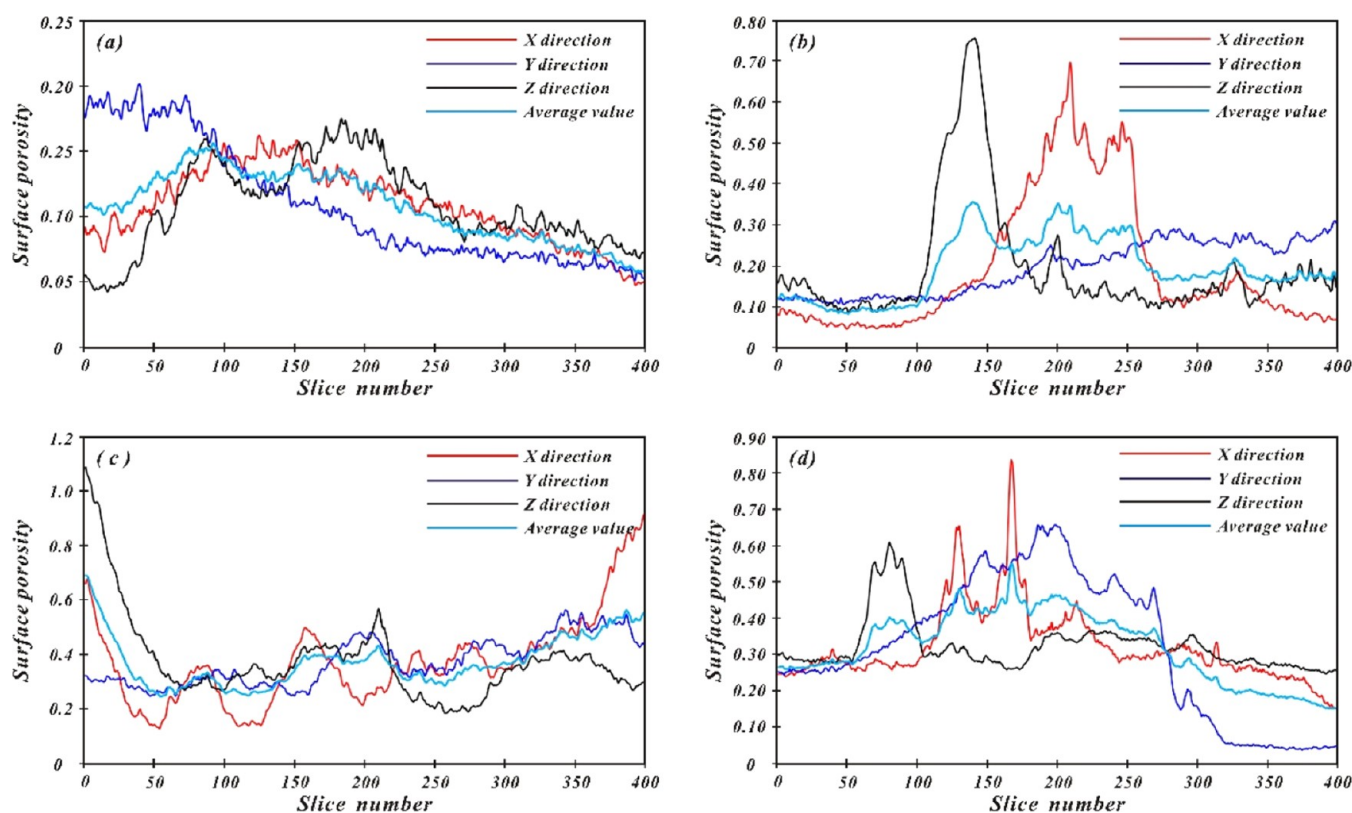 (a)
X direction
Y direction
Z direction
Average value
Surface porosity
0.25
0.20
0.25
0.10
0.05
0
0 50 100 150 200 250 300 350 400
Slice number
(b)
X direction
Y direction
Z direction
Average value
Surface porosity
0.80
0.70
0.60
0.50
0.40
0.30
0.20
0.10
0
0 50 100 150 200 250 300 350 400
Slice number
(c)
X direction
Y direction
Z direction
Average value
Surface porosity
1.2
1.0
0.8
0.6
0.4
0.2
0
0 50 100 150 200 250 300 350 400
Slice number
(d)
X direction
Y direction
Z direction
Average value
Surface porosity
0.90
0.80
0.70
0.60
0.50
0.40
0.30
0.20
0.10
0
0 50 100 150 200 250 300 350 400
Slice number